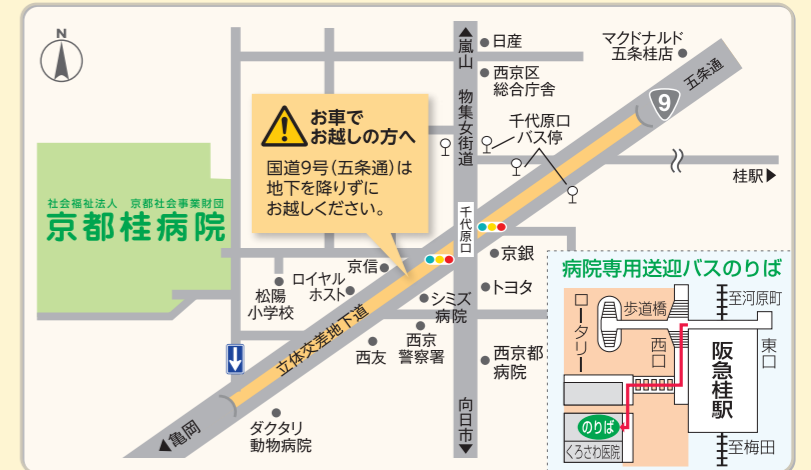 N
▲嵐山
日産
マクドナルド
五条桂店
西京区
総合庁舎
五条通
9
物集女街道
千代原口
バス停
お車で
お越しの方へ
国道9号(五条通)は
地下を降りずに
お越しください。
桂駅▶
社会福祉法人 京都社会事業財団
京都桂病院
千代原口
京銀
京信
ロイヤル
ホスト
松陽
小学校
トヨタ
シミズ
病院
立体交差地下道
西友
西京
警察署
西京都
病院
向日市▼
ダクタリ
動物病院
▲亀岡
病院専用送迎バスのりば
ロータリー
歩道橋
至河原町
西口
東口
阪急桂駅
のりば
くろさわ医院
至梅田